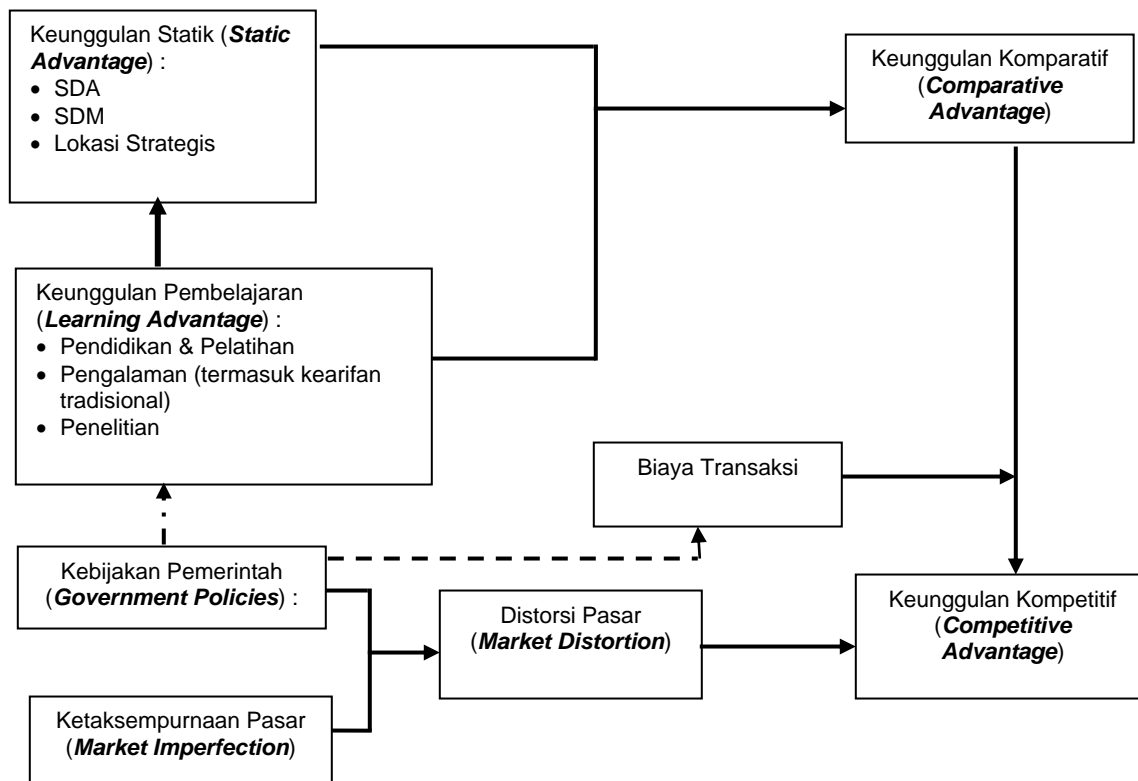 Keunggulan Statik (Static
Advantage) :
• SDA
• SDM
• Lokasi Strategis
Keunggulan Komparatif
(Comparative
Advantage)
Keunggulan Pembelajaran
(Learning Advantage) :
• Pendidikan & Pelatihan
• Pengalaman (termasuk kearifan
tradisional)
• Penelitian
Biaya Transaksi
Kebijakan Pemerintah
(Government Policies) :
Distorsi Pasar
(Market Distortion)
Keunggulan Kompetitif
(Competitive
Advantage)
Ketaksempurnaan Pasar
(Market Imperfection)